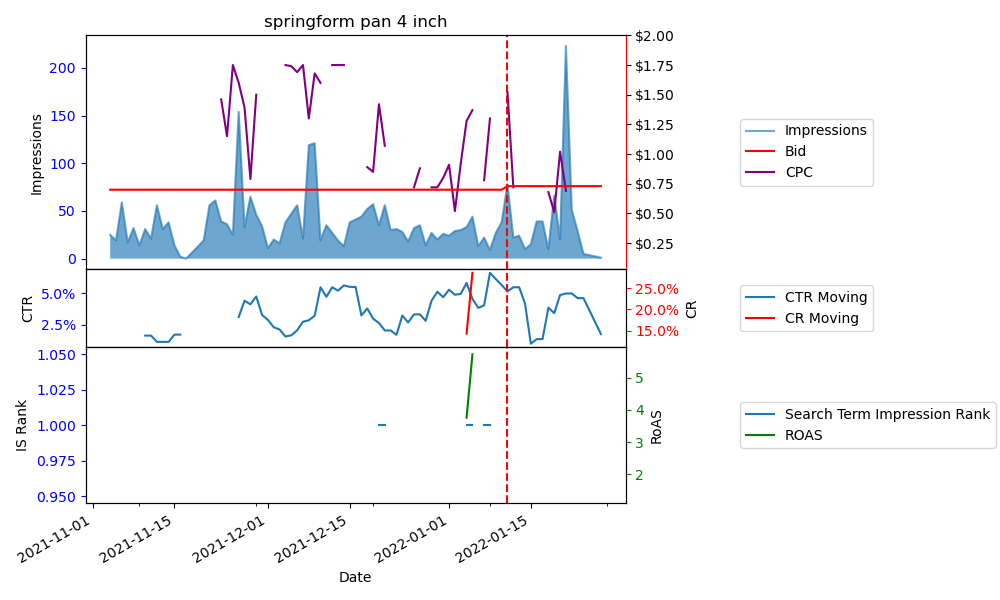 springform pan 4 inch
Impressions
200
150
100
50
0
$2.00
$1.75
$1.50
$1.25
$1.00
$0.75
$0.50
$0.25
Impressions
Bid
CPC
CTR
5.0%
2.5%
25.0%
20.0%
15.0%
CR
CTR Moving
CR Moving
IS Rank
1.050
1.025
1.000
0.975
0.950
5
4
3
2
RoAS
Search Term Impression Rank
ROAS
2021-11-01
2021-11-15
2021-12-01
2021-12-15
2022-01-01
2022-01-15
Date